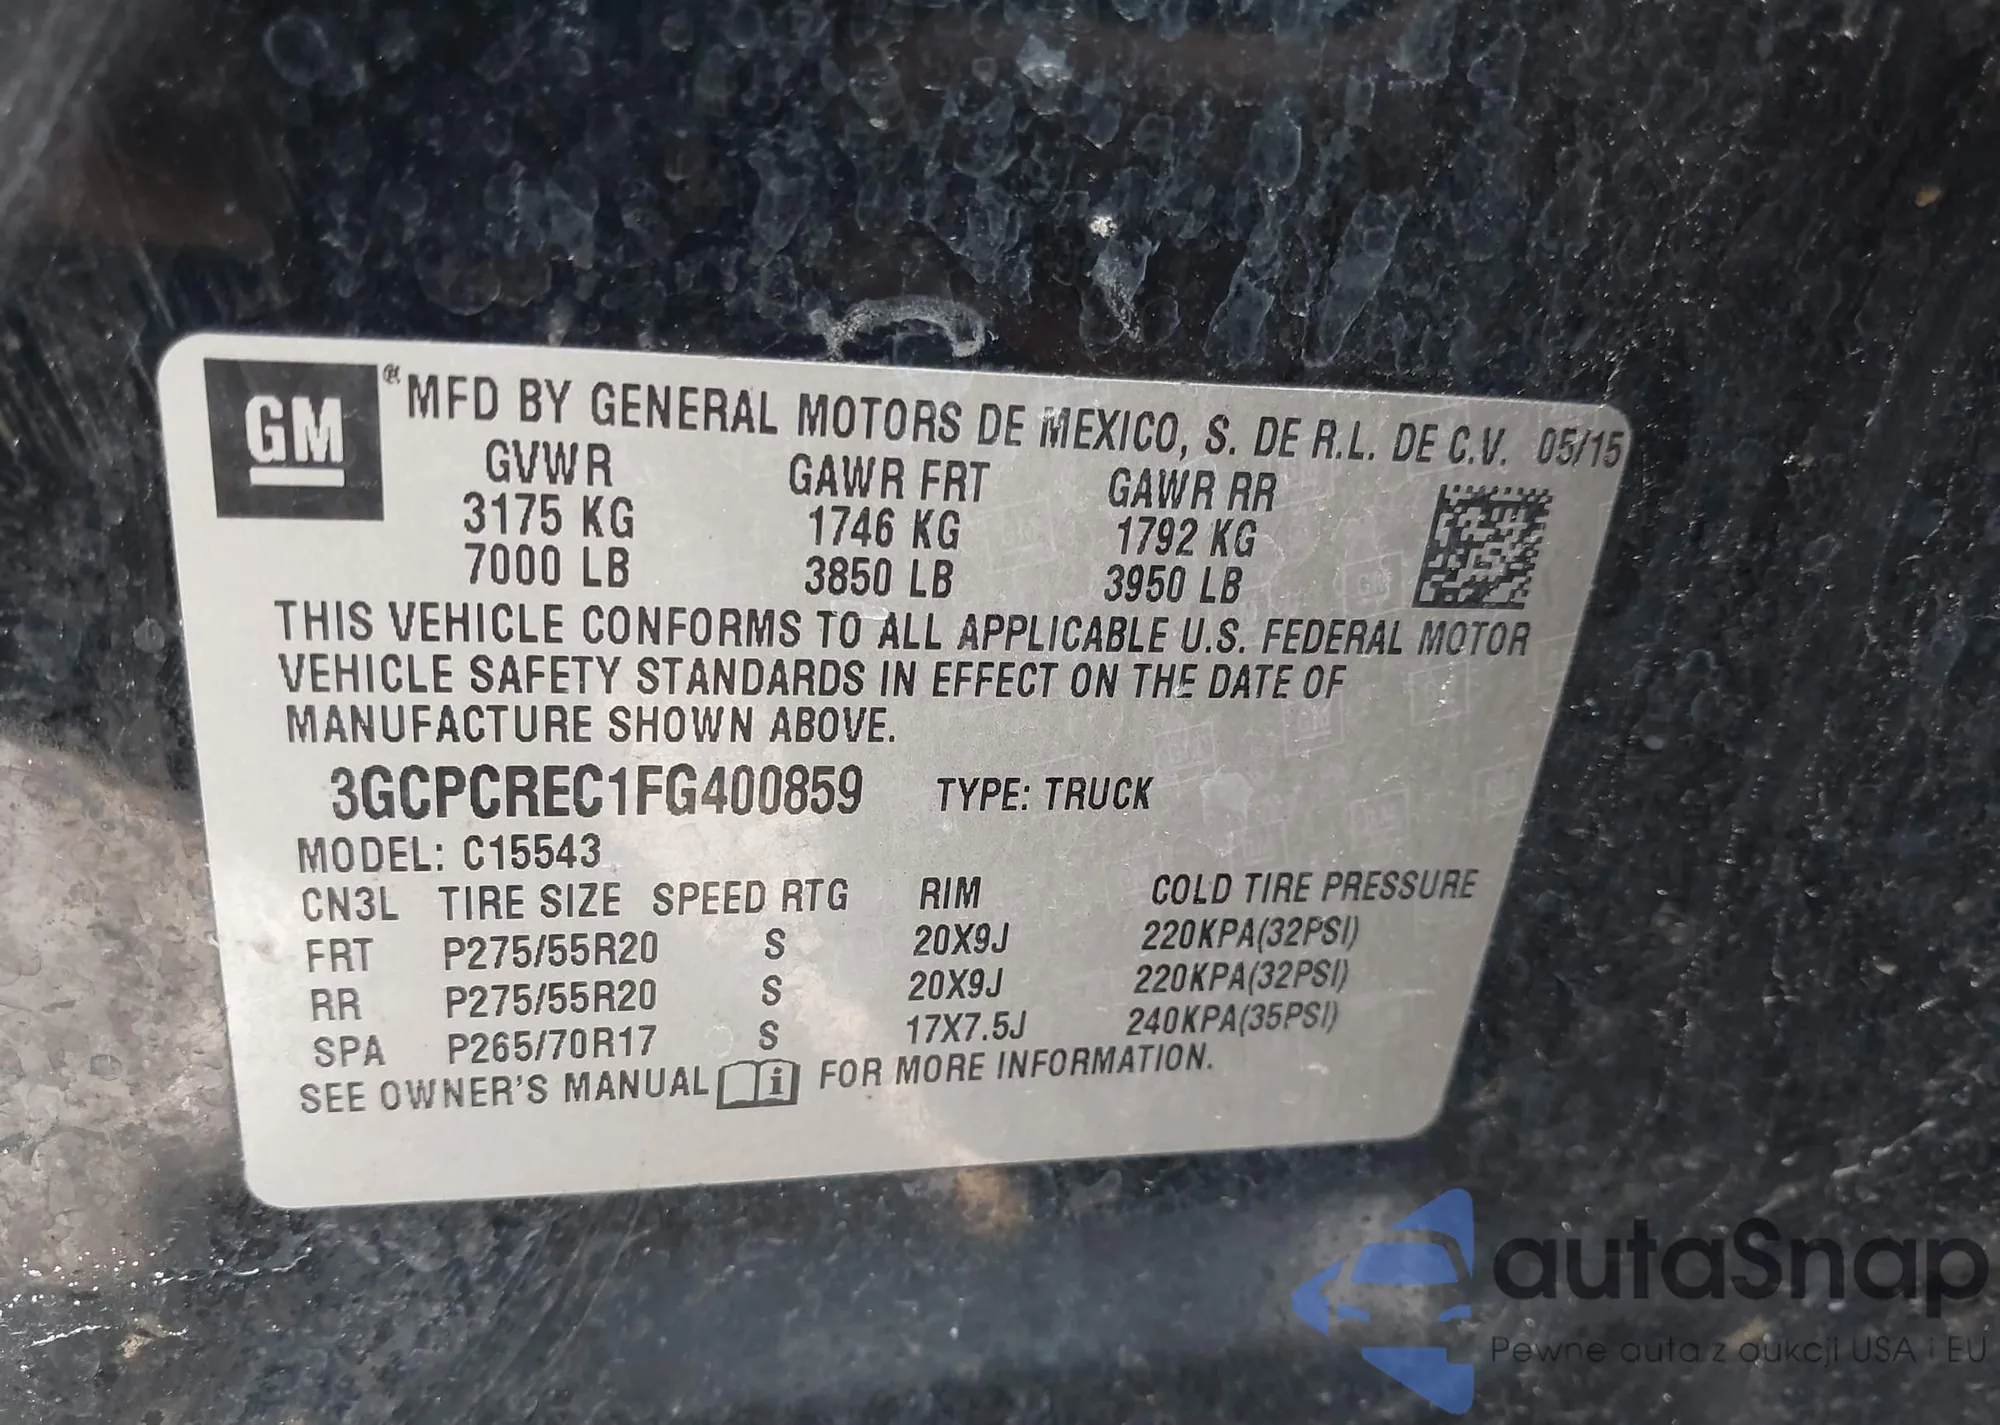 GM ® MFD BY GENERAL MOTORS DE MEXICO, S. DE R.L. DE C.V. 05/15
GVWR GAWR FRT GAWR RR
3175 KG 1746 KG 1792 KG
7000 LB 3850 LB 3950 LB
THIS VEHICLE CONFORMS TO ALL APPLICABLE U.S. FEDERAL MOTOR
VEHICLE SAFETY STANDARDS IN EFFECT ON THE DATE OF
MANUFACTURE SHOWN ABOVE.
3GCPCREC1FG400859 TYPE: TRUCK
MODEL: C15543
CN3L TIRE SIZE SPEED RTG RIM COLD TIRE PRESSURE
FRT P275/55R20 S 20X9J 220KPA(32PSI)
RR P275/55R20 S 20X9J 220KPA(32PSI)
SPA P265/70R17 S 17X7.5J 240KPA(35PSI)
SEE OWNER'S MANUAL i FOR MORE INFORMATION.
autaSnap
Pewne auta z aukcji USA i EU